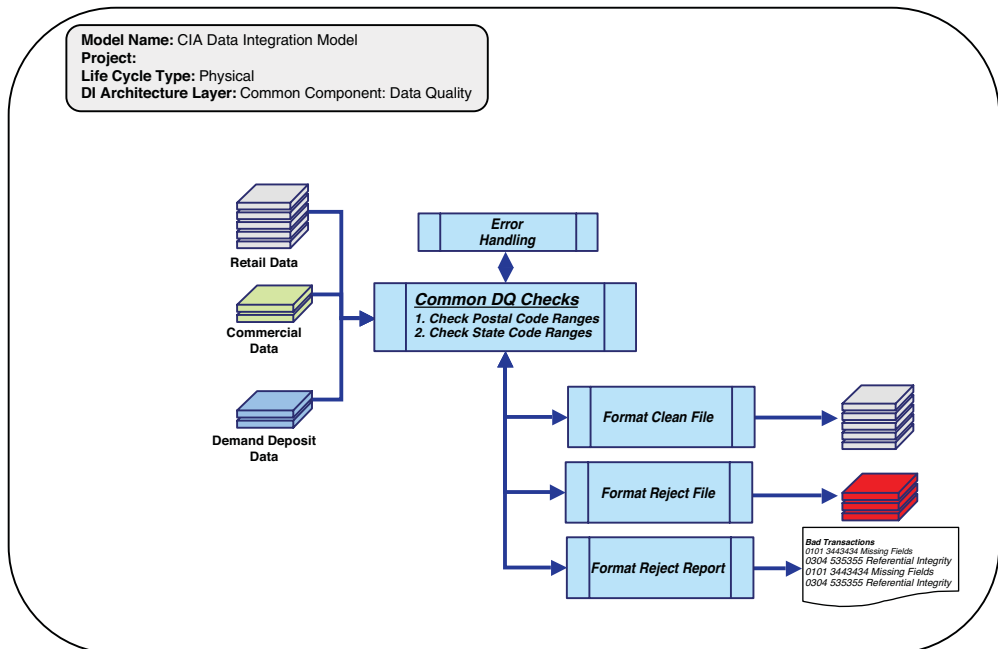 Model Name: CIA Data Integration Model
Project:
Life Cycle Type: Physical
DI Architecture Layer: Common Component: Data Quality
Retail Data
Commercial
Data
Demand Deposit
Data
Error
Handling
Common DQ Checks
1. Check Postal Code Ranges
2. Check State Code Ranges
Format Clean File
Format Reject File
Format Reject Report
Bad Transactions
0101 3443434 Missing Fields
0304 535355 Referential Integrity
0101 3443434 Missing Fields
0304 535355 Referential Integrity